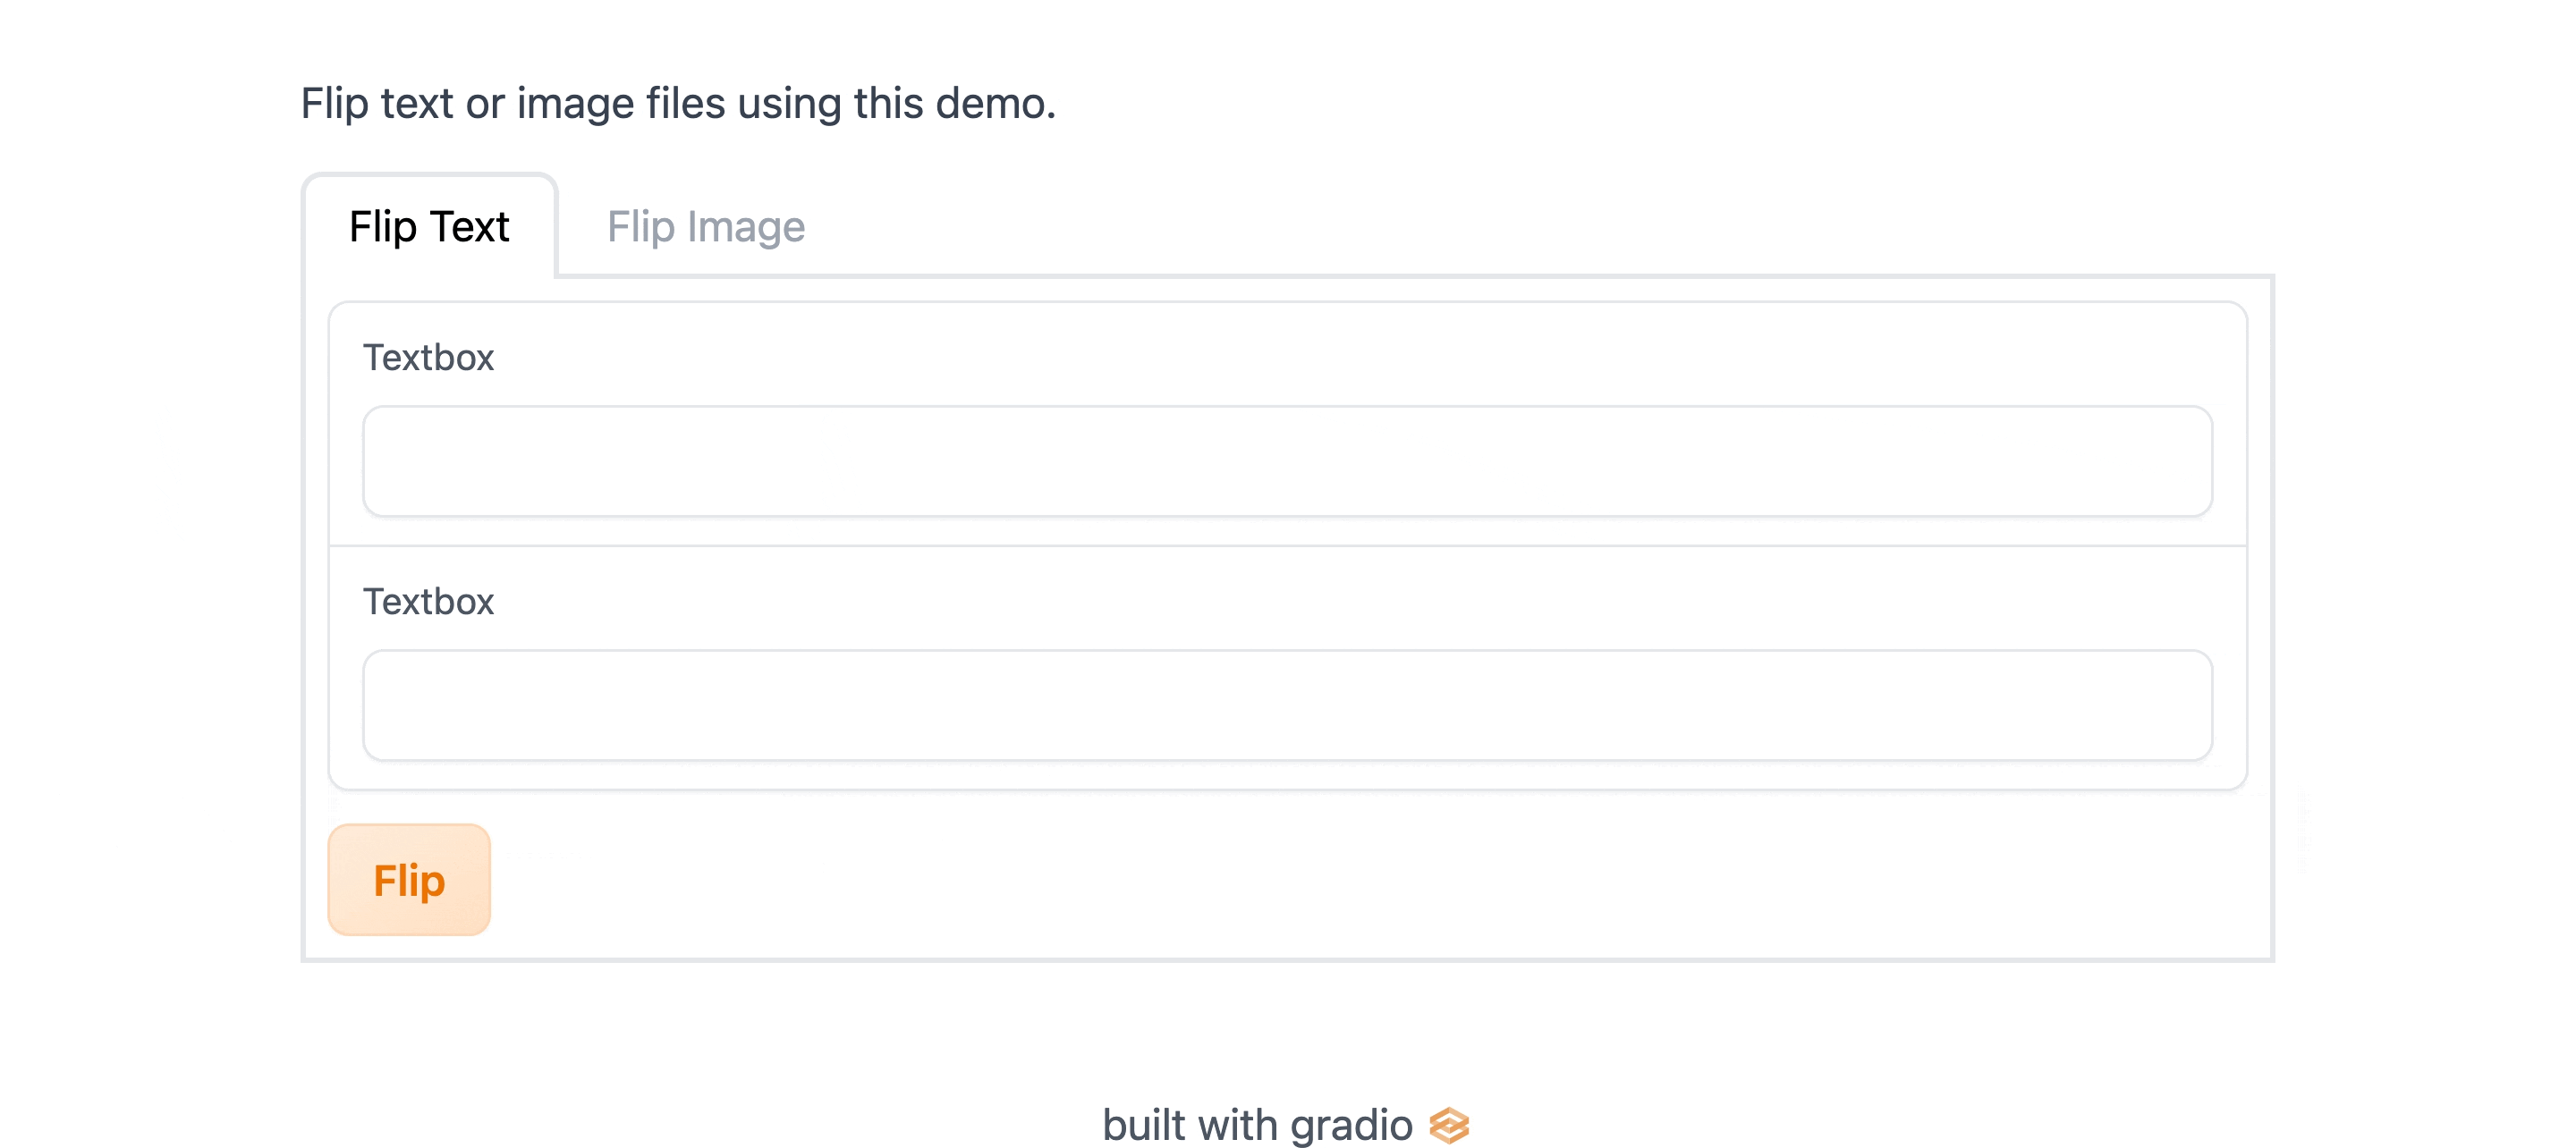 Flip text or image files using this demo.
Flip Text
Flip Image
Textbox
Textbox
Flip
built with gradio